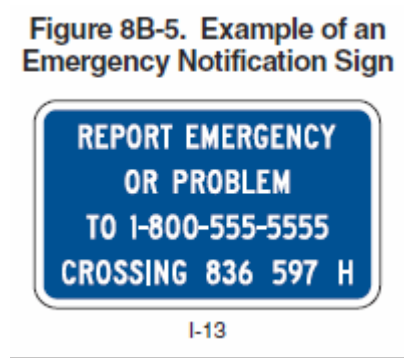 Figure 8B-5. Example of an
Emergency Notification Sign
REPORT EMERGENCY
OR PROBLEM
TO 1-800-555-5555
CROSSING 836 597 H
I-13